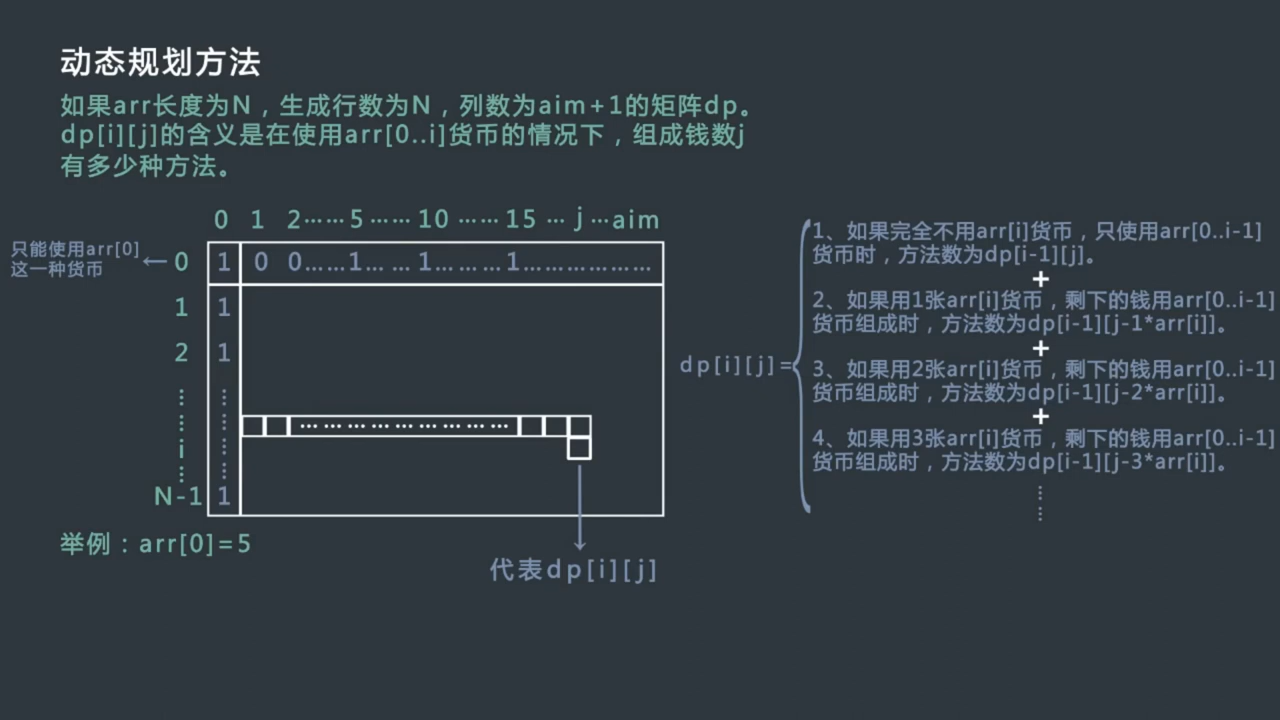 动态规划方法
如果arr长度为N，生成行数为N，列数为aim+1的矩阵dp。
dp[i][j]的含义是在使用arr[0..i]货币的情况下，组成钱数j
有多少种方法。
0 1 2……5……10……15…j…aim
只能使用arr[0]
这一种货币
←0 1 0 0……1……1………1………………
1 1
2 1
⋮ ⋮
i
⋮ ⋮
N-1 1
………………………
代表dp[i][j]
举例：arr[0]=5
dp[i][j]=
1、如果完全不用arr[i]货币，只使用arr[0..i-1]
货币时，方法数为dp[i-1][j]。
+
2、如果用1张arr[i]货币，剩下的钱用arr[0..i-1]
货币组成时，方法数为dp[i-1][j-1*arr[i]]。
+
3、如果用2张arr[i]货币，剩下的钱用arr[0..i-1]
货币组成时，方法数为dp[i-1][j-2*arr[i]]。
+
4、如果用3张arr[i]货币，剩下的钱用arr[0..i-1]
货币组成时，方法数为dp[i-1][j-3*arr[i]]。
⋮